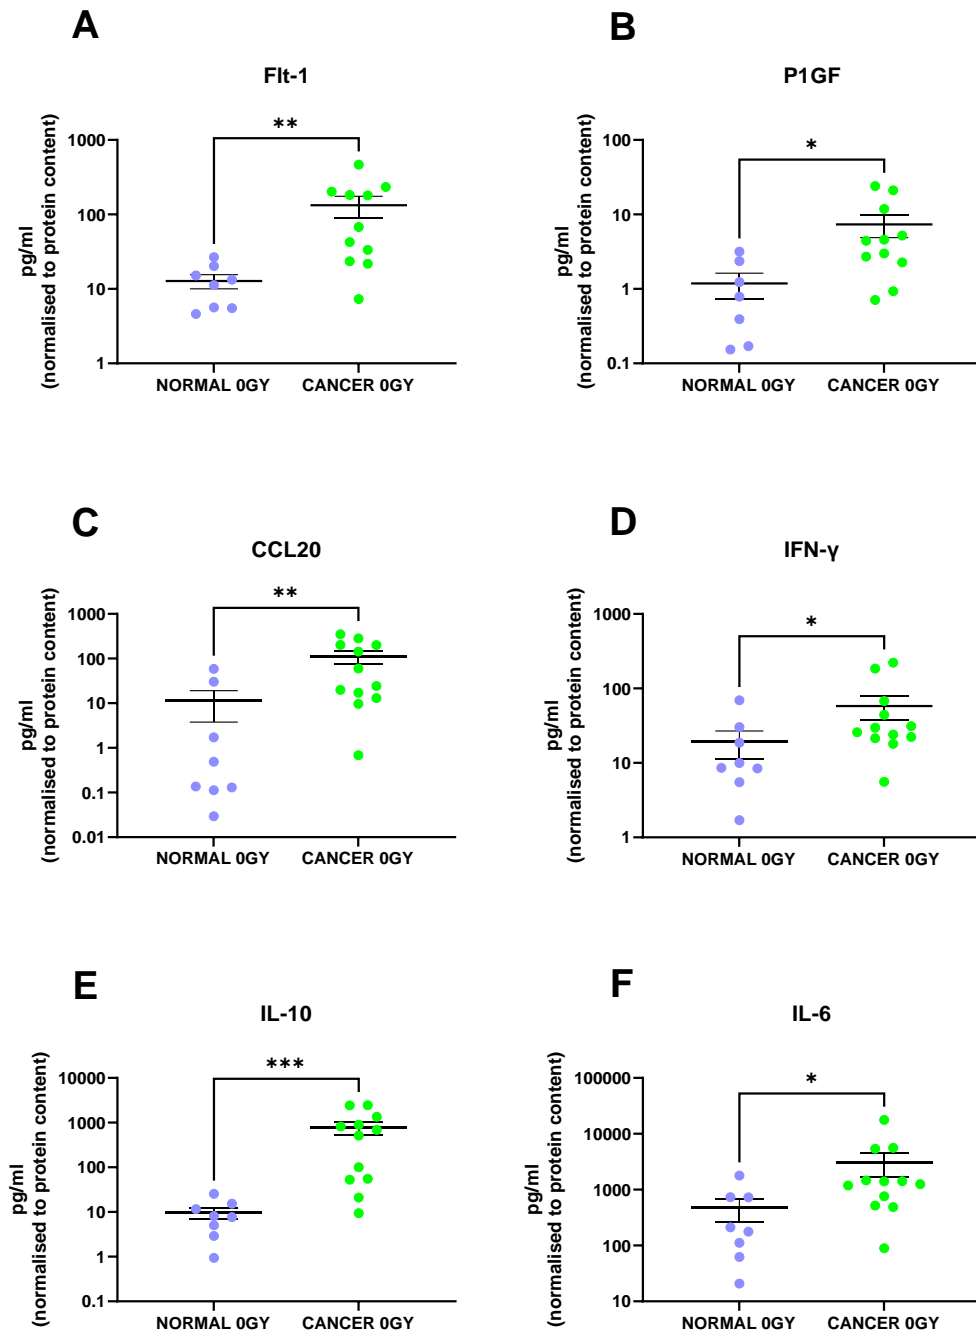 A
Flt-1
pg/ml
(normalised to protein content)
1000
100
10
1
**
NORMAL 0GY
CANCER 0GY
B
P1GF
pg/ml
(normalised to protein content)
100
10
1
0.1
*
NORMAL 0GY
CANCER 0GY
C
CCL20
pg/ml
(normalised to protein content)
1000
100
10
1
0.1
0.01
**
NORMAL 0GY
CANCER 0GY
D
IFN-γ
pg/ml
(normalised to protein content)
1000
100
10
1
*
NORMAL 0GY
CANCER 0GY
E
IL-10
pg/ml
(normalised to protein content)
10000
1000
100
10
1
0.1
***
NORMAL 0GY
CANCER 0GY
F
IL-6
pg/ml
(normalised to protein content)
100000
10000
1000
100
10
*
NORMAL 0GY
CANCER 0GY